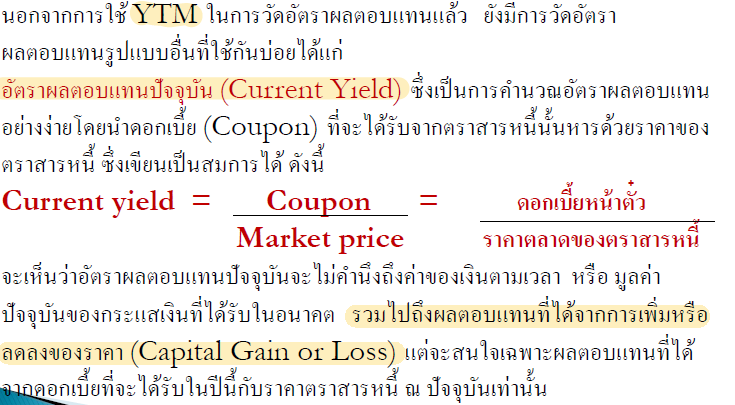 นอกจากการใช้ YTM ในการวัดอัตราผลตอบแทนแล้ว ยังมีการวัดอัตรา
ผลตอบแทนรูปแบบอื่นที่ใช้กันบ่อยได้แก่
อัตราผลตอบแทนปัจจุบัน (Current Yield) ซึ่งเป็นการคำนวณอัตราผลตอบแทน
อย่างง่ายโดยนำดอกเบี้ย (Coupon) ที่จะได้รับจากตราสารหนี้นั้นหารด้วยราคาของ
ตราสารหนี้ ซึ่งเขียนเป็นสมการได้ ดังนี้
Current yield = Coupon = ดอกเบี้ยหน้าตั๋ว
Market price ราคาตลาดของตราสารหนี้
จะเห็นว่าอัตราผลตอบแทนปัจจุบันจะไม่คำนึงถึงค่าของเงินตามเวลา หรือ มูลค่า
ปัจจุบันของกระแสเงินที่ได้รับในอนาคต รวมไปถึงผลตอบแทนที่ได้จากการเพิ่มหรือ
ลดลงของราคา (Capital Gain or Loss) แต่จะสนใจเฉพาะผลตอบแทนที่ได้
จากดอกเบี้ยที่จะได้รับในปีนี้กับราคาตราสารหนี้ ณ ปัจจุบันเท่านั้น